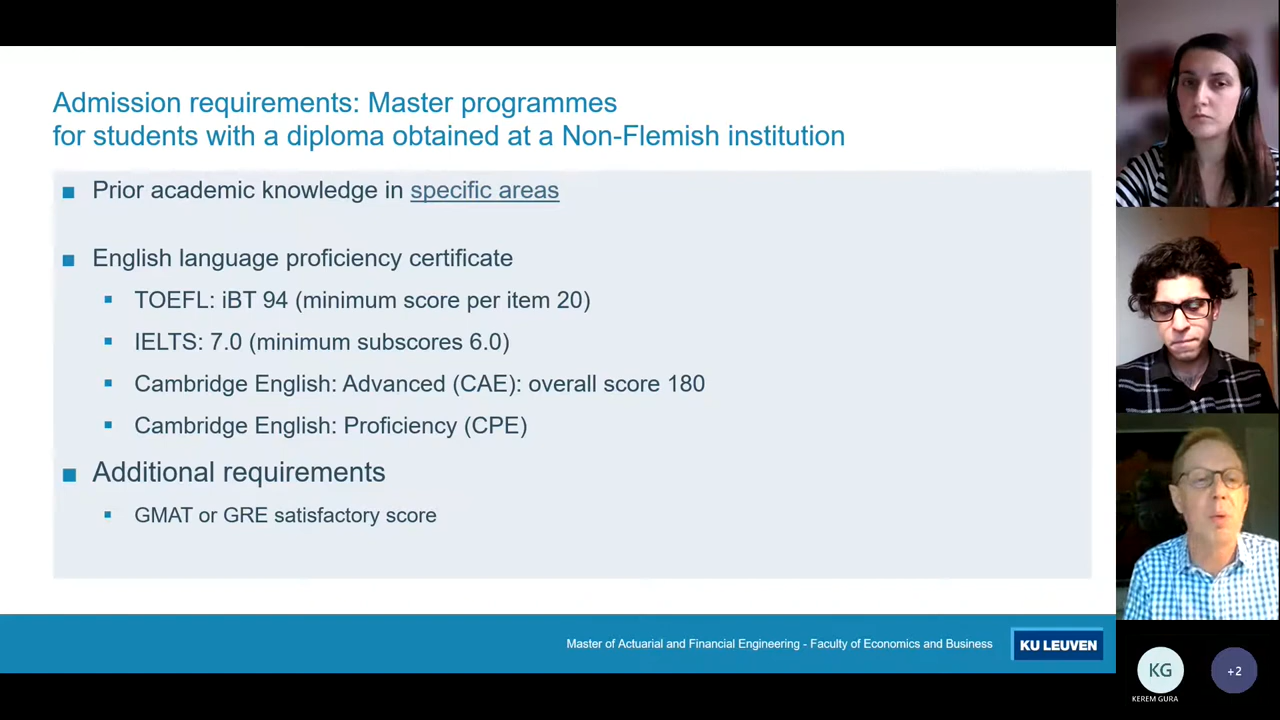 Admission requirements: Master programmes
for students with a diploma obtained at a Non-Flemish institution
Prior academic knowledge in specific areas
English language proficiency certificate
TOEFL: iBT 94 (minimum score per item 20)
IELTS: 7.0 (minimum subscores 6.0)
Cambridge English: Advanced (CAE): overall score 180
Cambridge English: Proficiency (CPE)
Additional requirements
GMAT or GRE satisfactory score
Master of Actuarial and Financial Engineering - Faculty of Economics and Business
KU LEUVEN
KG
+2
KEREM GURA